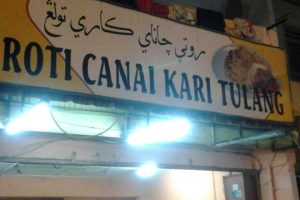 روتي چاناي كاري تولڠ
ROTI CANAI KARI TULANG